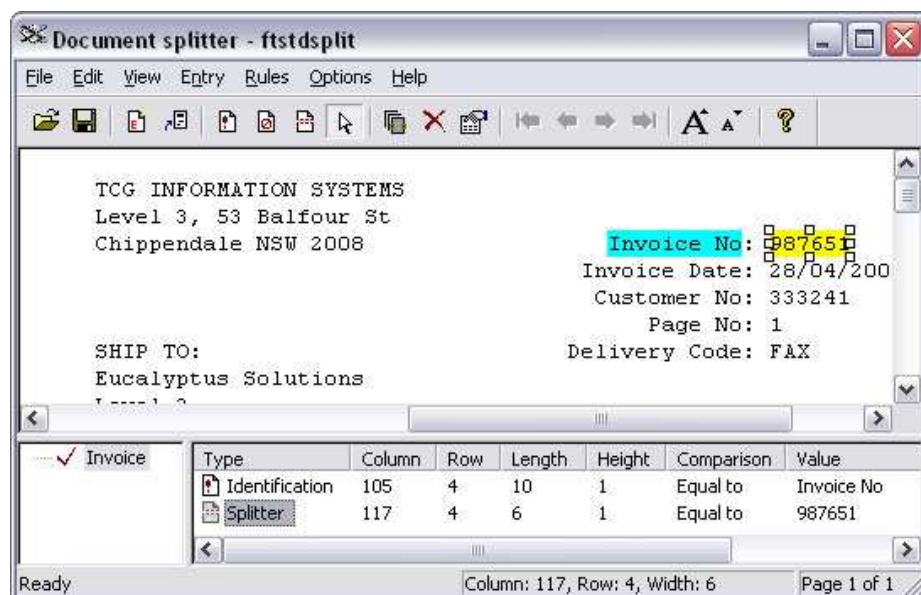 Document splitter - ftstdsplit
File Edit View Entry Rules Options Help
TCG INFORMATION SYSTEMS
Level 3, 53 Balfour St
Chippendale NSW 2008 Invoice No: 987651
Invoice Date: 28/04/200
Customer No: 333241
Page No: 1
SHIP TO: Delivery Code: FAX
Eucalyptus Solutions
Invoice Type Column Row Length Height Comparison Value
Identification 105 4 10 1 Equal to Invoice No
Splitter 117 4 6 1 Equal to 987651
Ready Column: 117, Row: 4, Width: 6 Page 1 of 1